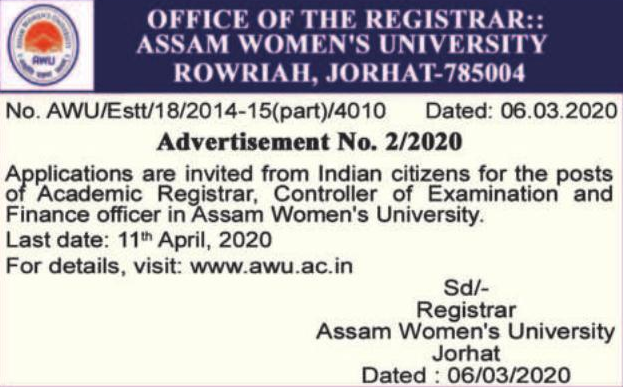 OFFICE OF THE REGISTRAR::
ASSAM WOMEN'S UNIVERSITY
ROWRIAH, JORHAT-785004
AWU
No. AWU/Estt/18/2014-15(part)/4010 Dated: 06.03.2020
Advertisement No. 2/2020
Applications are invited from Indian citizens for the posts
of Academic Registrar, Controller of Examination and
Finance officer in Assam Women's University.
Last date: 11th April, 2020
For details, visit: www.awu.ac.in
Sd/-
Registrar
Assam Women's University
Jorhat
Dated : 06/03/2020